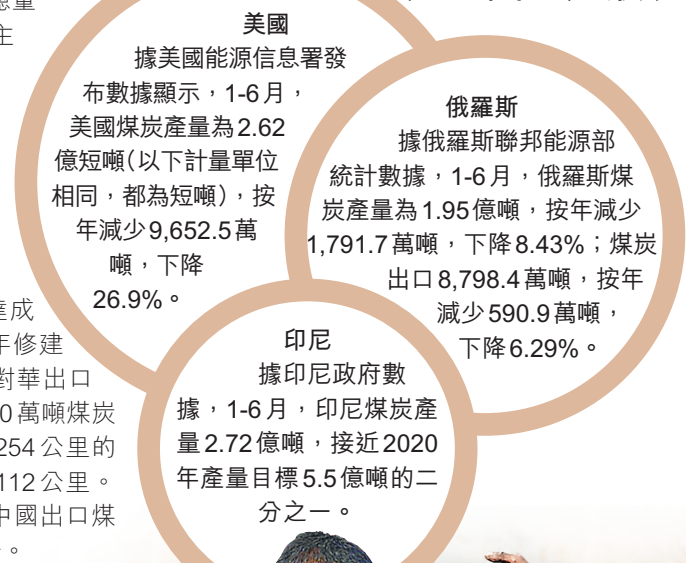 總量
主
美國
據美國能源信息署發
布數據顯示，1-6月，
美國煤炭產量為2.62
億短噸(以下計量單位
相同，都為短噸)，按
年減少9,652.5萬
噸，下降
26.9%。
俄羅斯
據俄羅斯聯邦能源部
統計數據，1-6月，俄羅斯煤
炭產量為1.95億噸，按年減少
1,791.7萬噸，下降8.43%；煤炭
出口8,798.4萬噸，按年
減少590.9萬噸，
下降6.29%。
印尼
據印尼政府數
據，1-6月，印尼煤炭產
量2.72億噸，接近2020
年產量目標5.5億噸的二
分之一。
達成
年修建
對華出口
0萬噸煤炭
254公里的
112公里。
中國出口煤
。